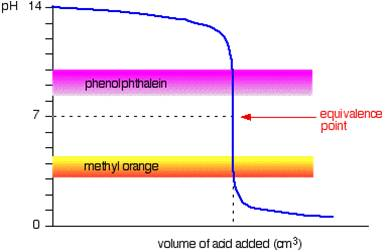 pH 14
phenolphthalein
7
equivalence
point
methyl orange
0
volume of acid added (cm³)